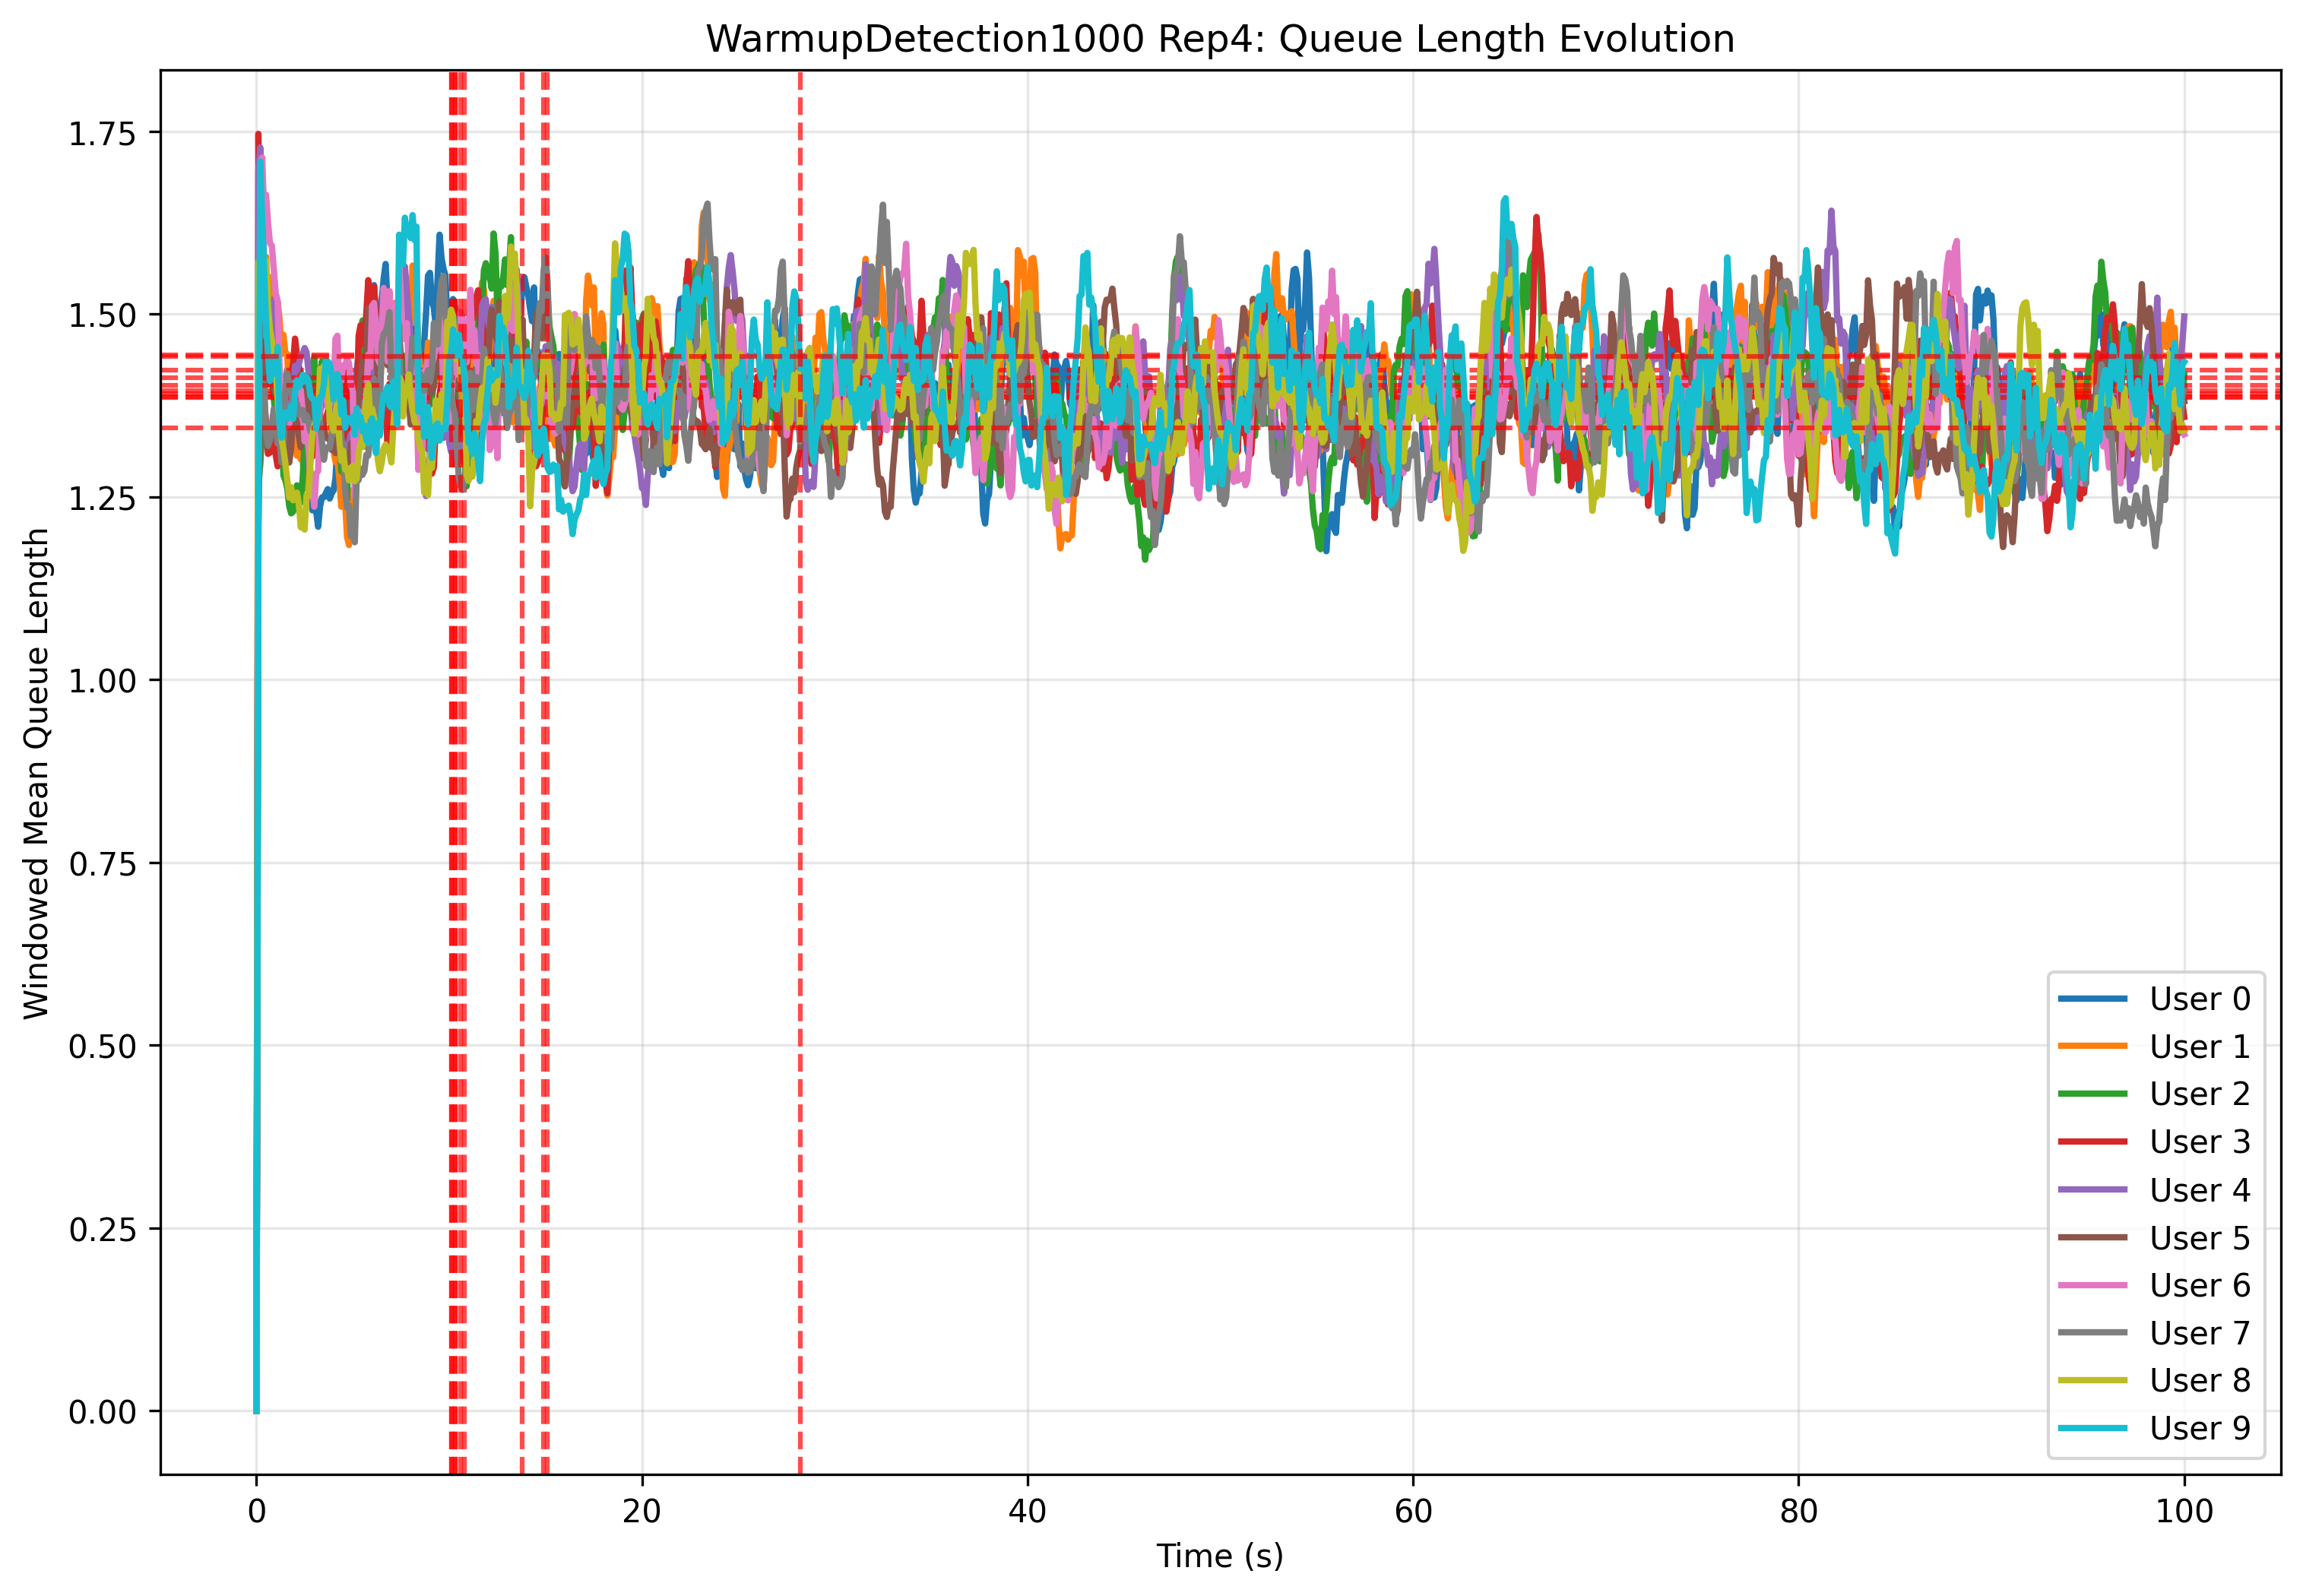 WarmupDetection1000 Rep4: Queue Length Evolution
Windowed Mean Queue Length
1.75
1.50
1.25
1.00
0.75
0.50
0.25
0.00
0
20
40
60
80
100
Time (s)
User 0
User 1
User 2
User 3
User 4
User 5
User 6
User 7
User 8
User 9